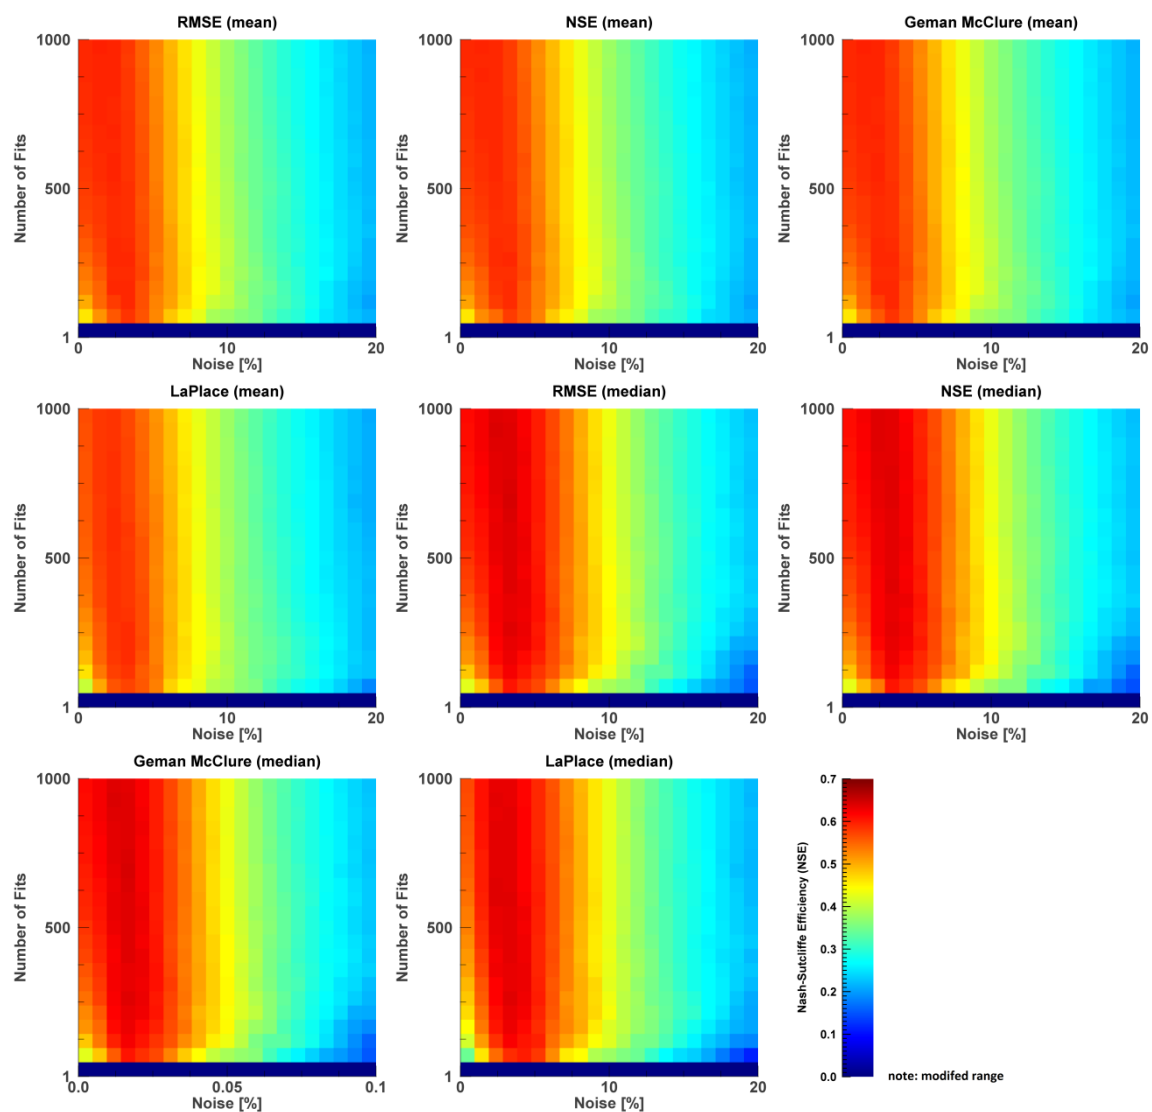 RMSE (mean)
NSE (mean)
Geman McClure (mean)
1000
500
1
Number of Fits
0
10
20
Noise [%]
1000
500
1
Number of Fits
0
10
20
Noise [%]
1000
500
1
Number of Fits
0
10
20
Noise [%]
LaPlace (mean)
RMSE (median)
NSE (median)
1000
500
1
Number of Fits
0
10
20
Noise [%]
1000
500
1
Number of Fits
0
10
20
Noise [%]
1000
500
1
Number of Fits
0
10
20
Noise [%]
Geman McClure (median)
LaPlace (median)
1000
500
1
Number of Fits
0.0
0.05
0.1
Noise [%]
1000
500
1
Number of Fits
0
10
20
Noise [%]
Nash-Sutcliffe Efficiency (NSE)
0.7
0.6
0.5
0.4
0.3
0.2
0.1
0.0
note: modifed range